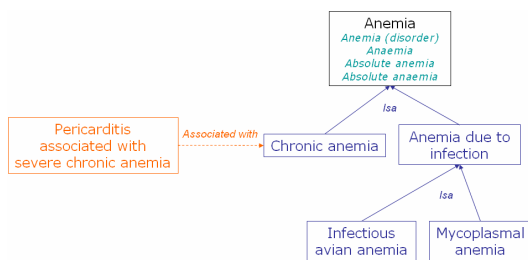 Anemia
Anemia (disorder)
Anaemia
Absolute anemia
Absolute anaemia
Isa
Pericarditis
associated with
severe chronic anemia
Associated with
Chronic anemia
Anemia due to
infection
Isa
Infectious
avian anemia
Mycoplasmal
anemia